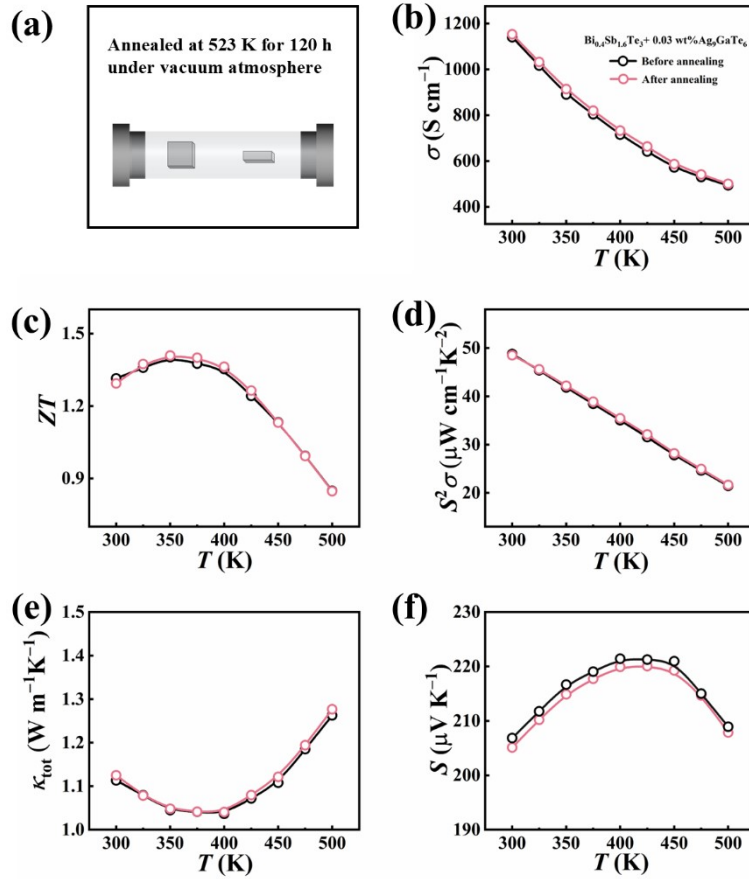 (a)
Annealed at 523 K for 120 h
under vacuum atmosphere
(b)
Bi₀.₄Sb₁.₆Te₃+ 0.03 wt%Ag₉GaTe₆
Before annealing
After annealing
σ (S cm⁻¹)
1200
1000
800
600
400
300 350 400 450 500
T (K)
(c)
ZT
1.5
1.2
0.9
300 350 400 450 500
T (K)
(d)
S²σ (μW cm⁻¹K⁻²)
50
40
30
20
300 350 400 450 500
T (K)
(e)
κtot (W m⁻¹K⁻¹)
1.5
1.4
1.3
1.2
1.1
1.0
300 350 400 450 500
T (K)
(f)
S (μV K⁻¹)
230
220
210
200
190
300 350 400 450 500
T (K)